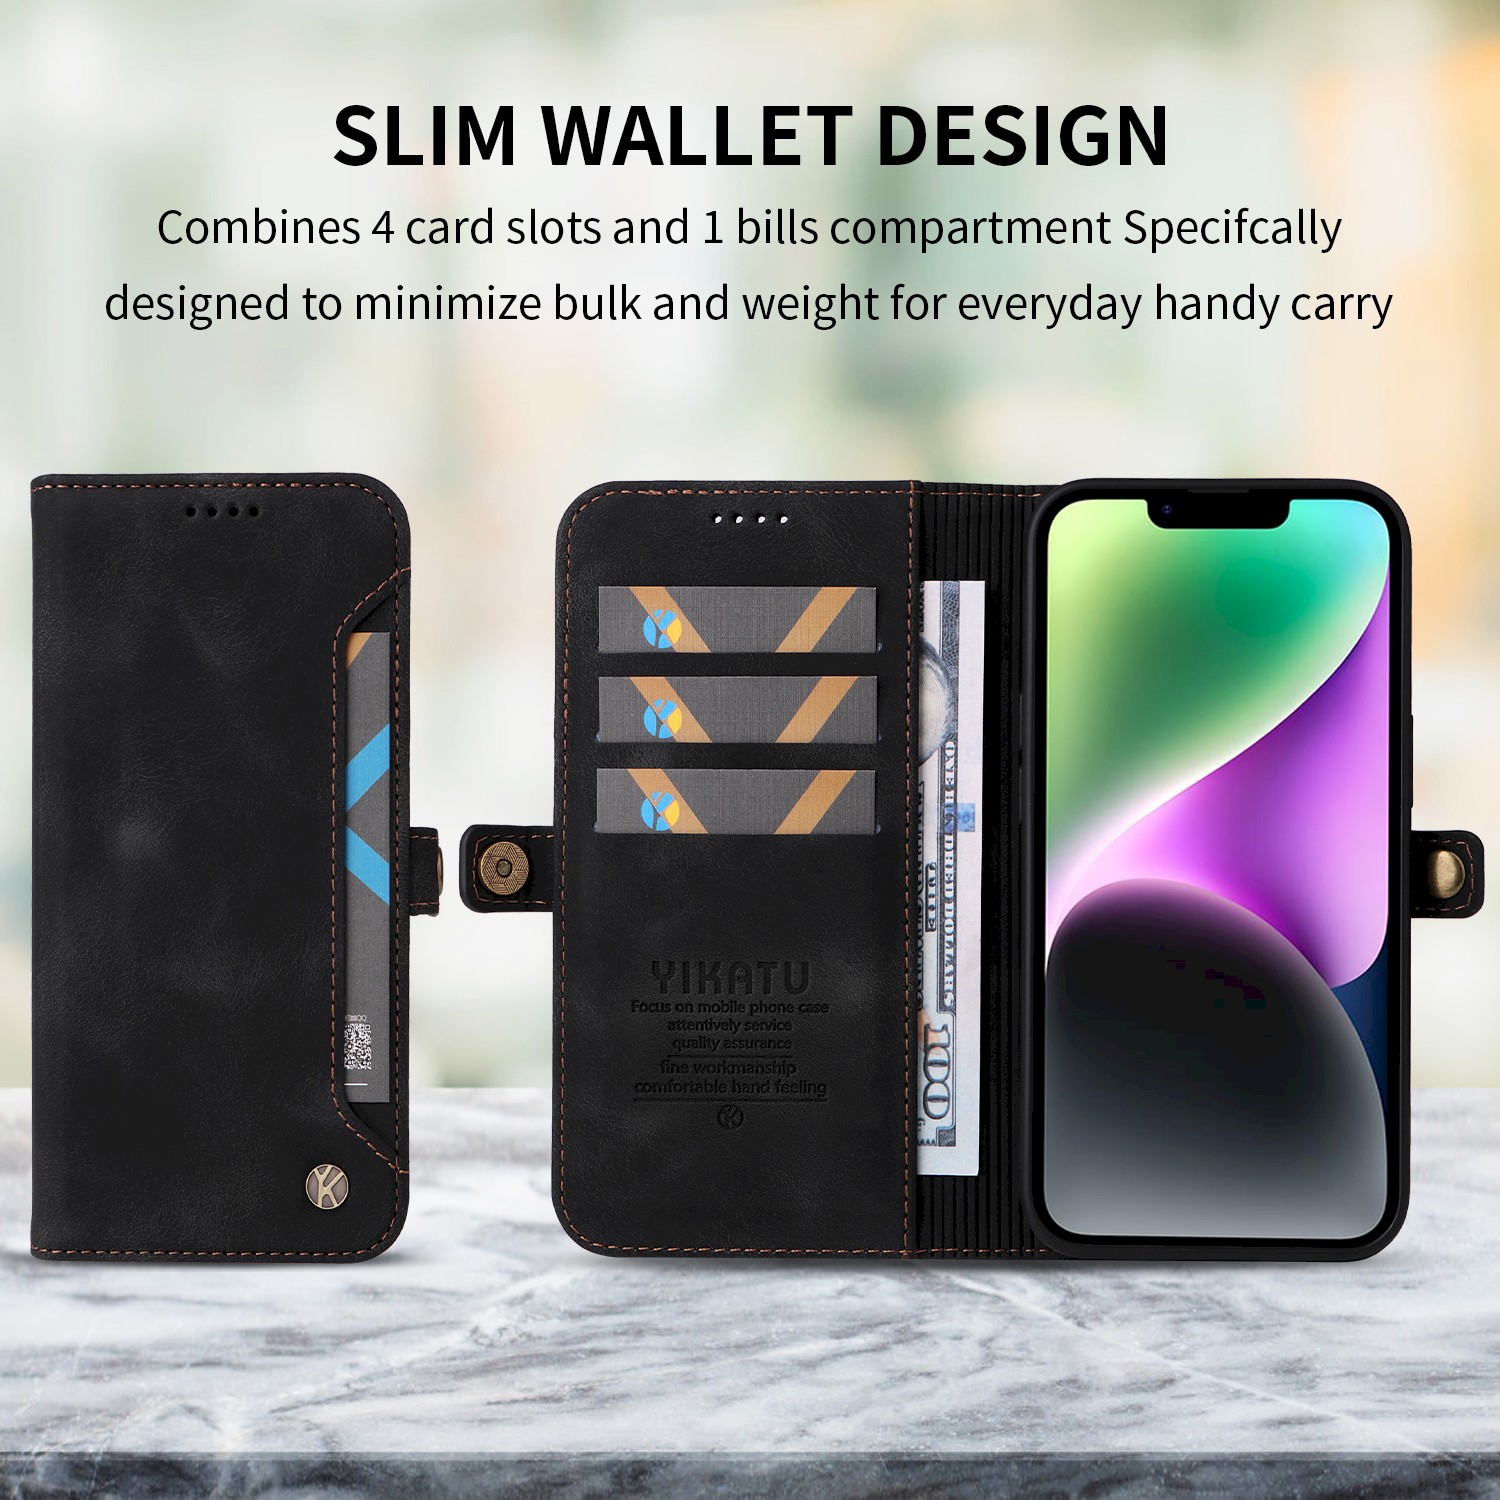 SLIM WALLET DESIGN
Combines 4 card slots and 1 bills compartment Specifcally
designed to minimize bulk and weight for everyday handy carry
YIKATU
Focus on mobile phone case
attentively service
quality assurance
fine workmanship
comfortable hand feeling
100